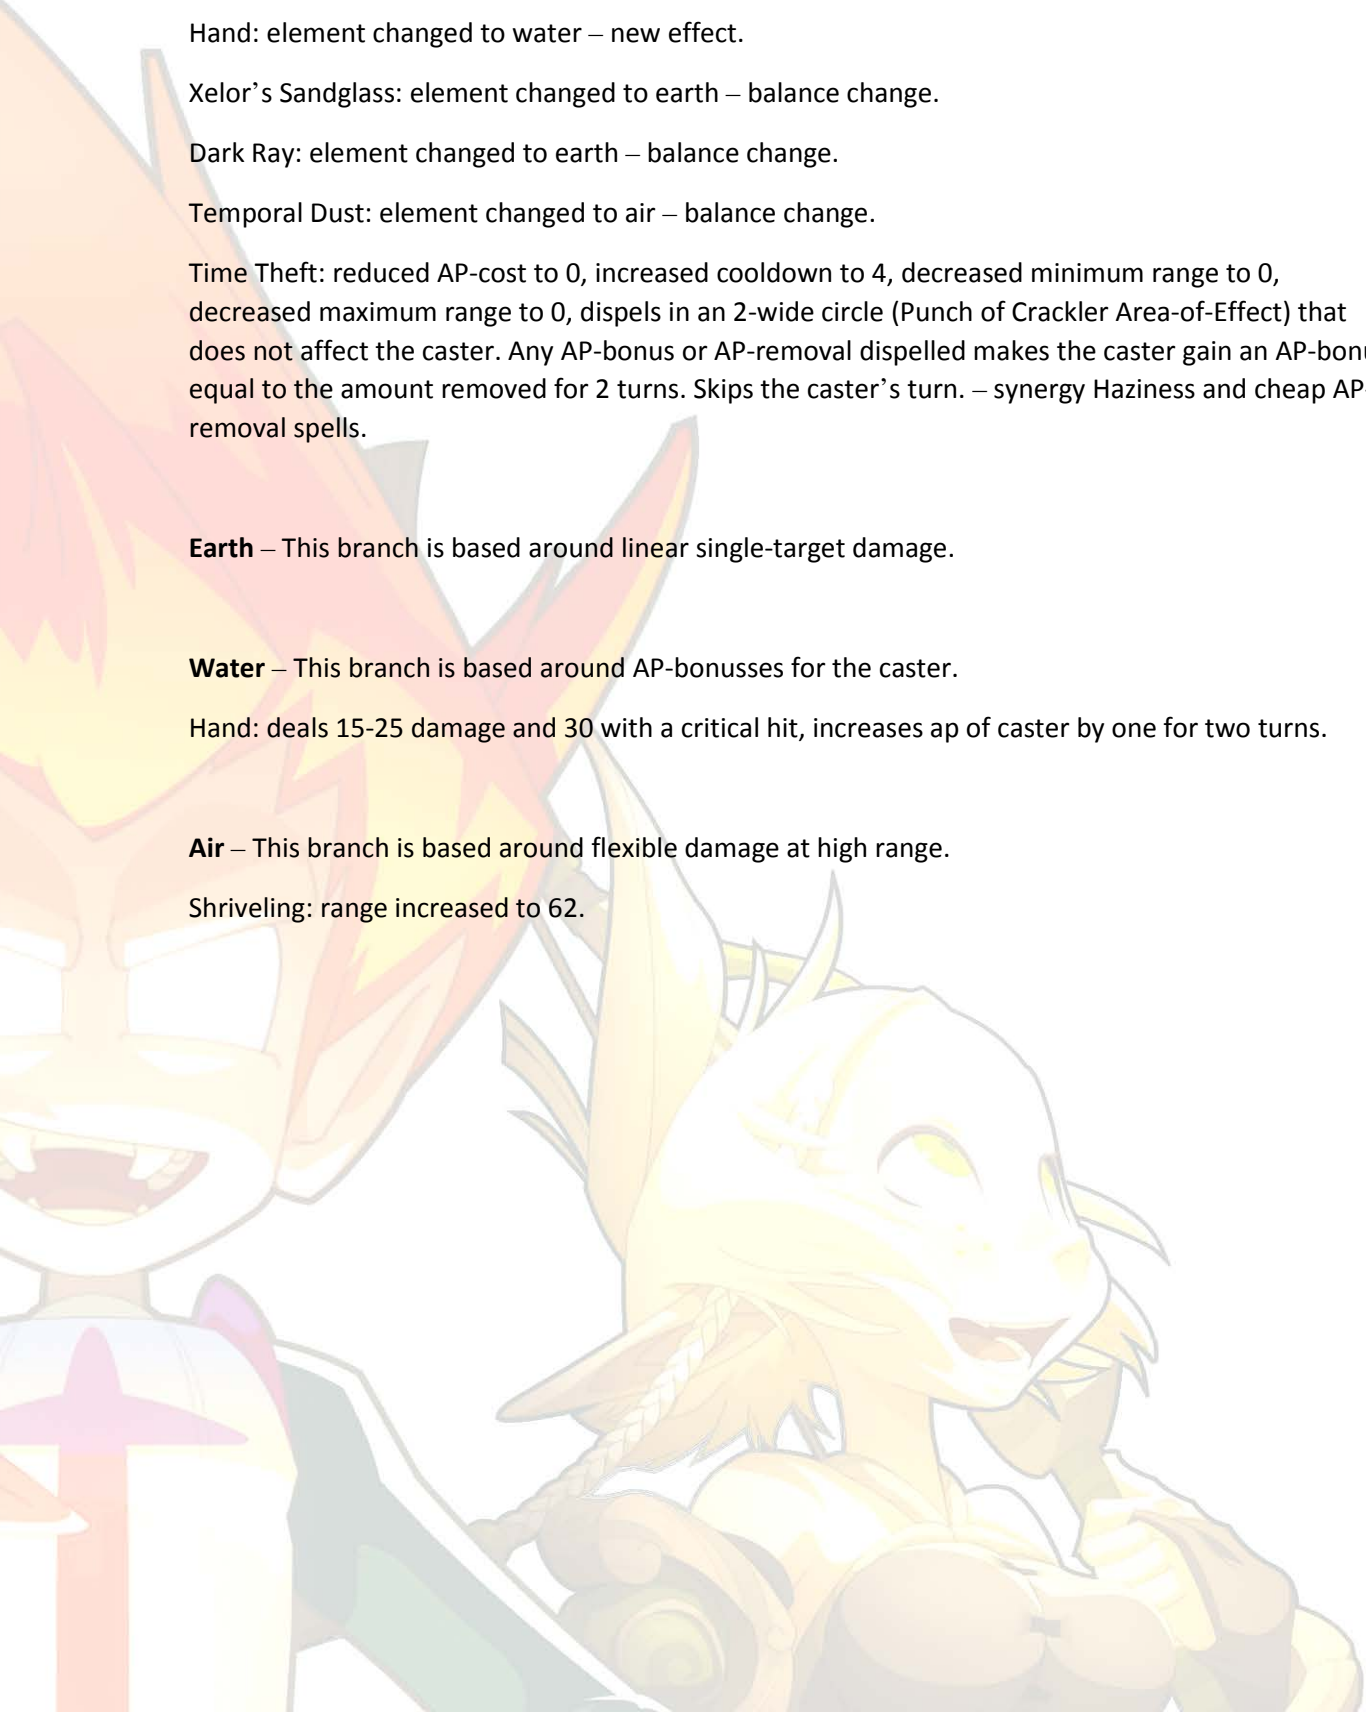 Hand: element changed to water – new effect.
Xelor’s Sandglass: element changed to earth – balance change.
Dark Ray: element changed to earth – balance change.
Temporal Dust: element changed to air – balance change.
Time Theft: reduced AP-cost to 0, increased cooldown to 4, decreased minimum range to 0,
decreased maximum range to 0, dispels in an 2-wide circle (Punch of Crackler Area-of-Effect) that
does not affect the caster. Any AP-bonus or AP-removal dispelled makes the caster gain an
equal to the amount removed for 2 turns. Skips the caster’s turn. – synergy Haziness and cheap AP-
removal spells.
Earth – This branch is based around linear single-target damage.
Water – This branch is based around AP-bonusses for the caster.
Hand: deals 15-25 damage and 30 with a critical hit, increases ap of caster by one for two turns.
Air – This branch is based around flexible damage at high range.
Shriveling: range increased to 62.